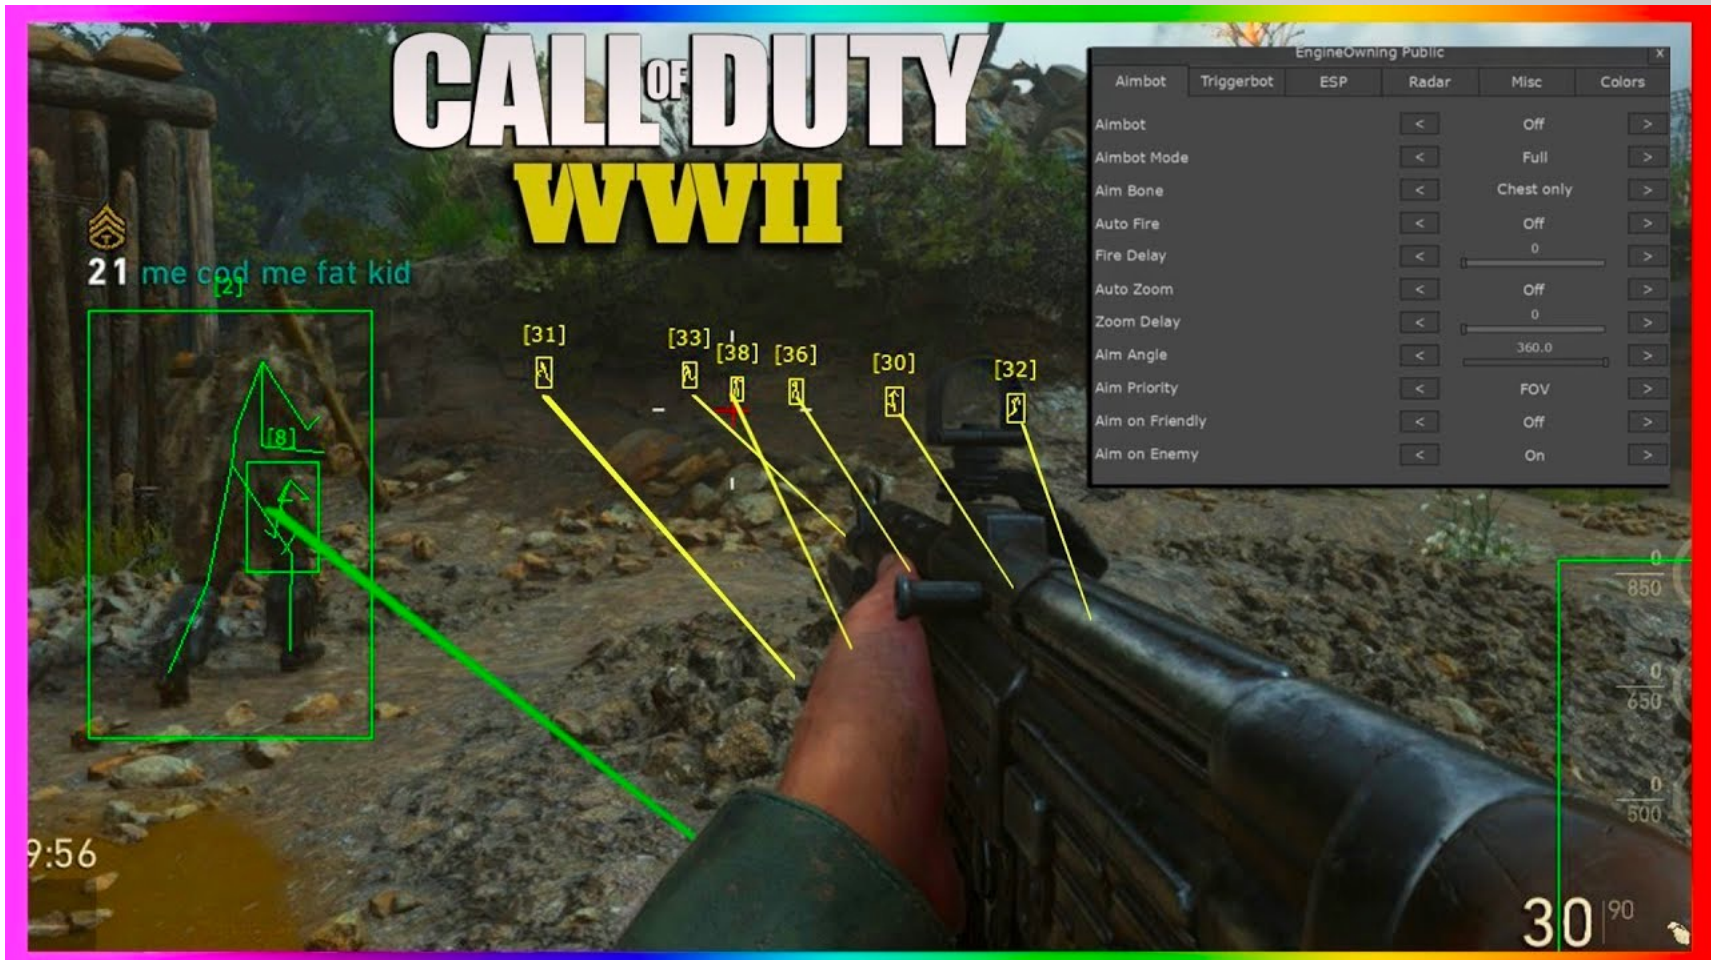 CALL OF DUTY
WWII
EngineOwning Public x
Aimbot Triggerbot ESP Radar Misc Colors
Aimbot < Off >
Aimbot Mode < Full >
Aim Bone < Chest only >
Auto Fire < Off >
Fire Delay < 0 >
Auto Zoom < Off >
Zoom Delay < 0 >
Aim Angle < 360.0 >
Aim Priority < FOV >
Aim on Friendly < Off >
Aim on Enemy < On >
21 me cod me fat kid
[2]
[8]
[31] [33] [38] [36] [30] [32]
0
850
0
650
0
500
9:56
30 90